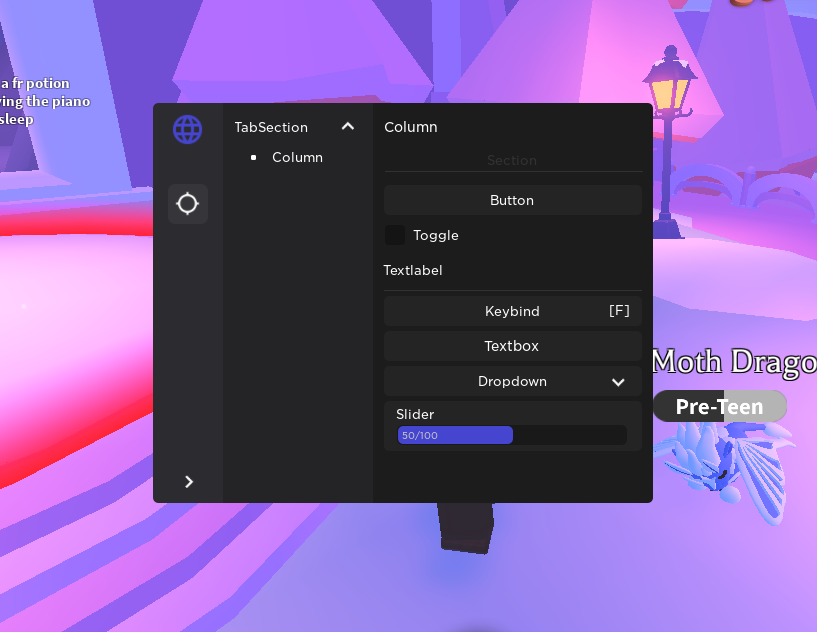 a fr potion
ying the piano
sleep
TabSection
Column
Column
Section
Button
Toggle
Textlabel
Keybind [F]
Textbox
Dropdown
Slider
50/100
Moth Drago
Pre-Teen